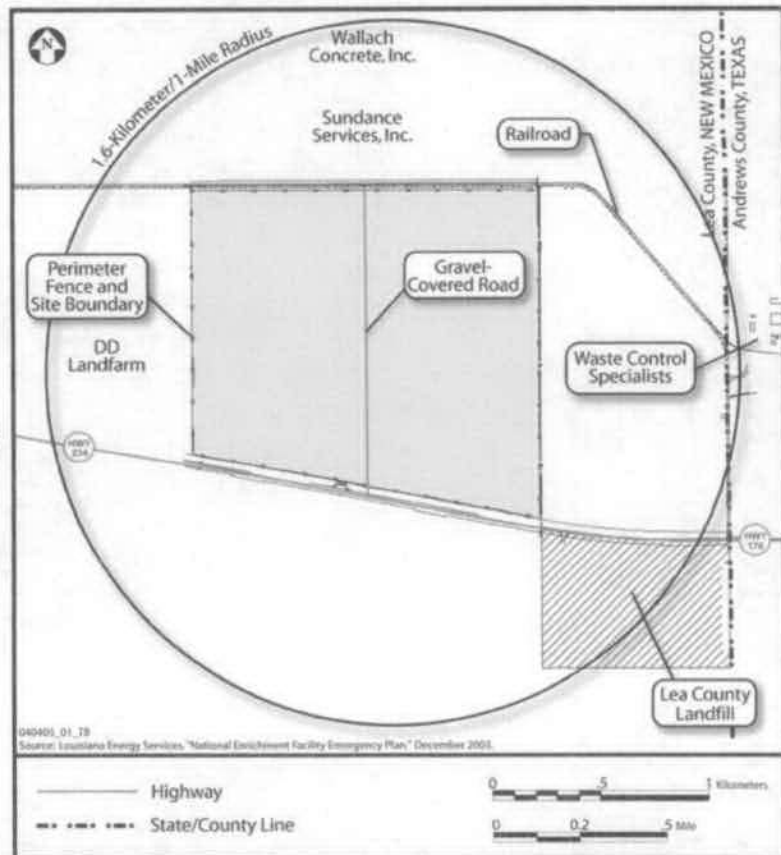 N
1.6-Kilometer/1-Mile Radius
Wallach
Concrete, Inc.
Sundance
Services, Inc.
Railroad
Lea County, NEW MEXICO
Andrews County, TEXAS
Perimeter
Fence and
Site Boundary
Gravel-
Covered Road
DD
Landfarm
Waste Control
Specialists
HWY
234
HWY
176
Lea County
Landfill
040405_01_TB
Source: Louisiana Energy Services, "National Enrichment Facility Emergency Plan," December 2003.
Highway
State/County Line
0 .5 1 Kilometers
0 0.2 .5 Mile